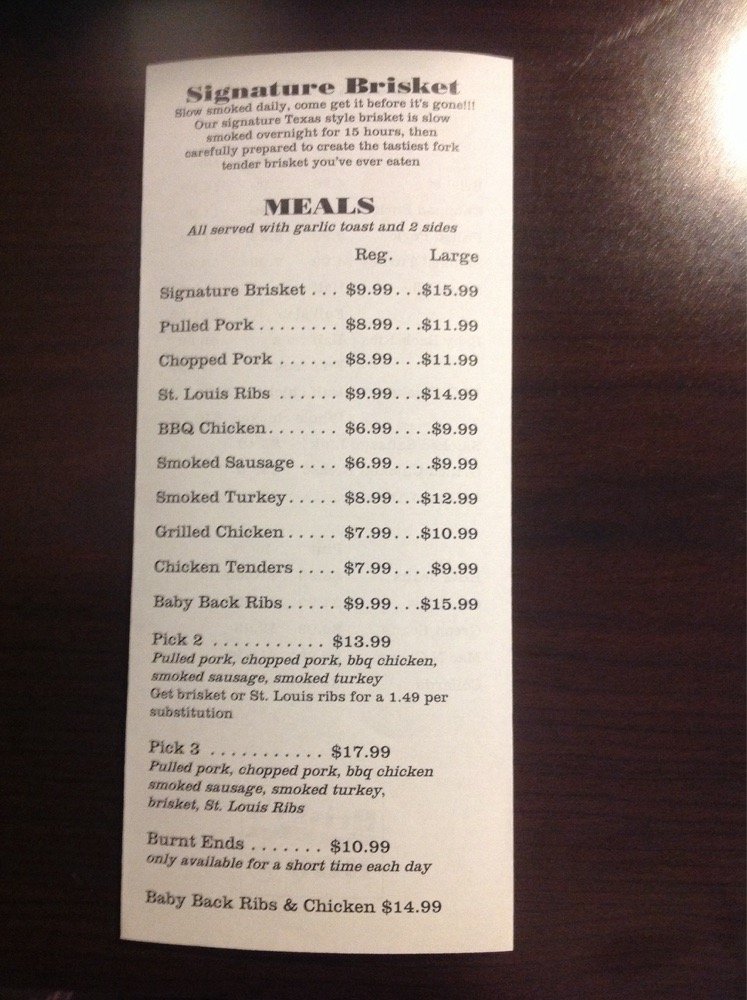 Signature Brisket
Slow smoked daily, come get it before it's gone!!!
Our signature Texas style brisket is slow
smoked overnight for 15 hours, then
carefully prepared to create the tastiest fork
tender brisket you've ever eaten
MEALS
All served with garlic toast and 2 sides
Reg. Large
Signature Brisket . . . $9.99. . .$15.99
Pulled Pork . . . . . . . . $8.99. . .$11.99
Chopped Pork . . . . . . $8.99. . .$11.99
St. Louis Ribs . . . . . . $9.99. . .$14.99
BBQ Chicken. . . . . . . $6.99. . . .$9.99
Smoked Sausage . . . . $6.99. . . .$9.99
Smoked Turkey. . . . . $8.99. . .$12.99
Grilled Chicken . . . . . $7.99. . .$10.99
Chicken Tenders . . . . $7.99. . . .$9.99
Baby Back Ribs . . . . . $9.99. . .$15.99
Pick 2 . . . . . . . . . . . $13.99
Pulled pork, chopped pork, bbq chicken,
smoked sausage, smoked turkey
Get brisket or St. Louis ribs for a 1.49 per
substitution
Pick 3 . . . . . . . . . . . $17.99
Pulled pork, chopped pork, bbq chicken
smoked sausage, smoked turkey,
brisket, St. Louis Ribs
Burnt Ends . . . . . . . $10.99
only available for a short time each day
Baby Back Ribs & Chicken $14.99